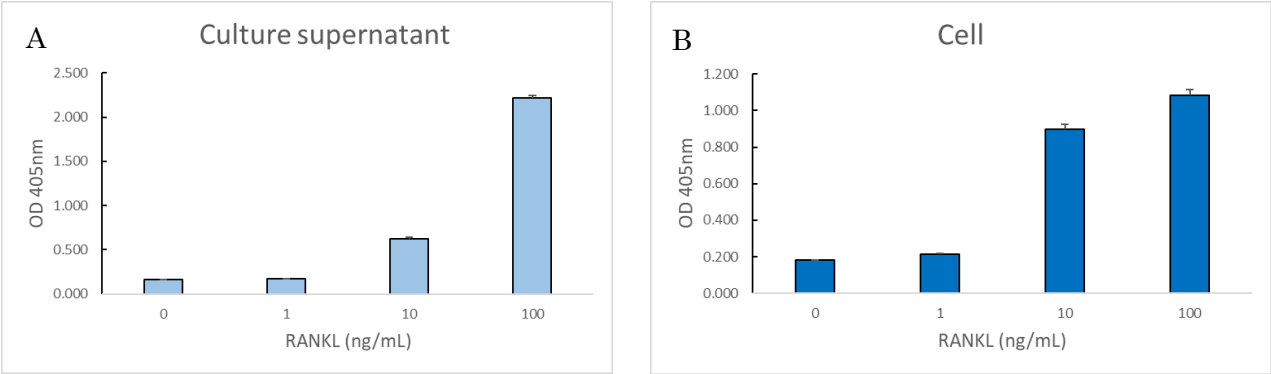 A
Culture supernatant
OD 405nm
2.500
2.000
1.500
1.000
0.500
0.000
0 1 10 100
RANKL (ng/mL)
B
Cell
OD 405nm
1.200
1.000
0.800
0.600
0.400
0.200
0.000
0 1 10 100
RANKL (ng/mL)